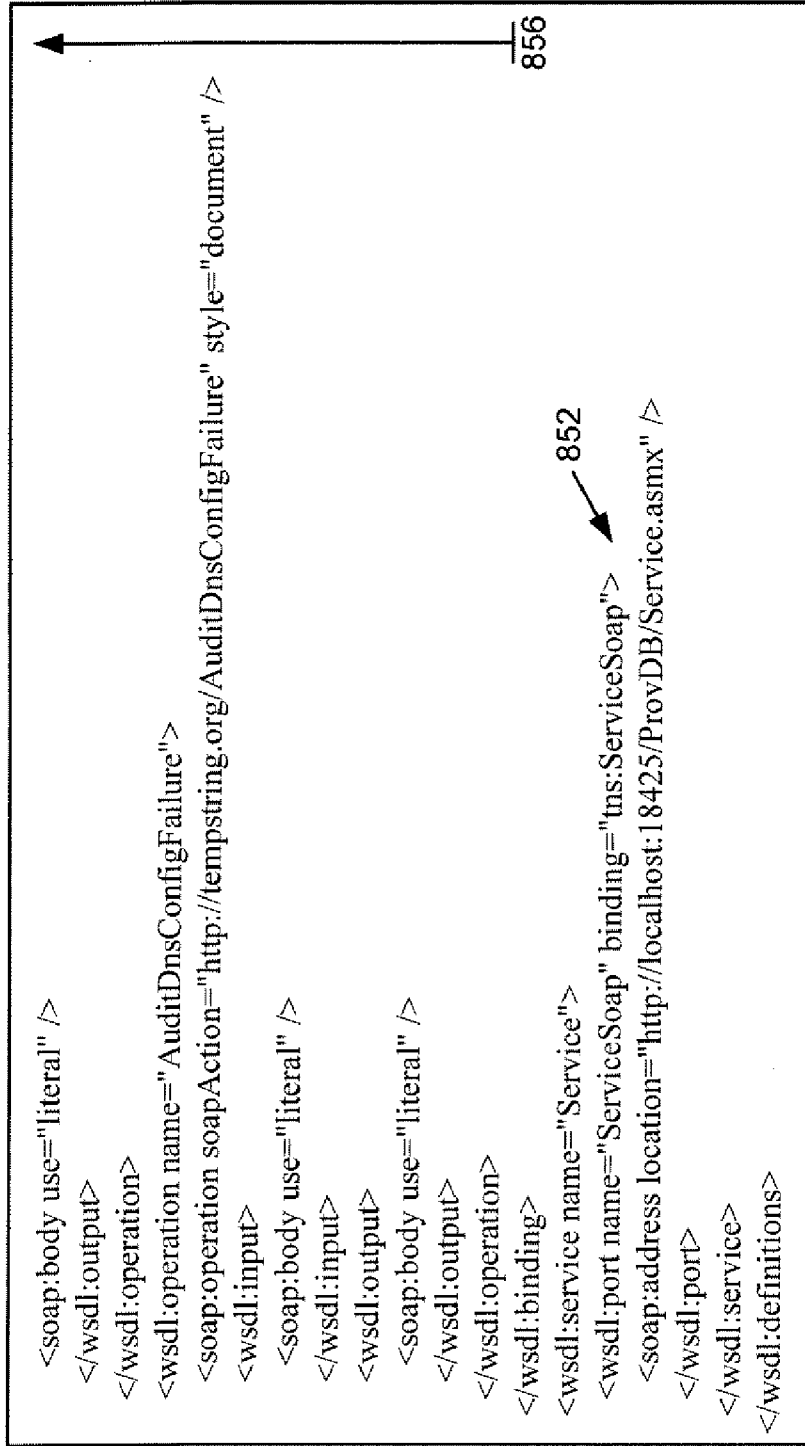 <soap:body use="literal" />
</wsdl:output>
</wsdl:operation>
<wsdl:operation name="AuditDnsConfigFailure">
<soap:operation soapAction="http://tempstring.org/AuditDnsConfigFailure" style="document" />
<wsdl:input>
<soap:body use="literal" />
</wsdl:input>
<wsdl:output>
<soap:body use="literal" />
</wsdl:output>
</wsdl:operation>
</wsdl:binding>
<wsdl:service name="Service">
<wsdl:port name="ServiceSoap" binding="tns:ServiceSoap">
<soap:address location="http://localhost:18425/ProvDB/Service.asmx" />
</wsdl:port>
</wsdl:service>
</wsdl:definitions>
856
852